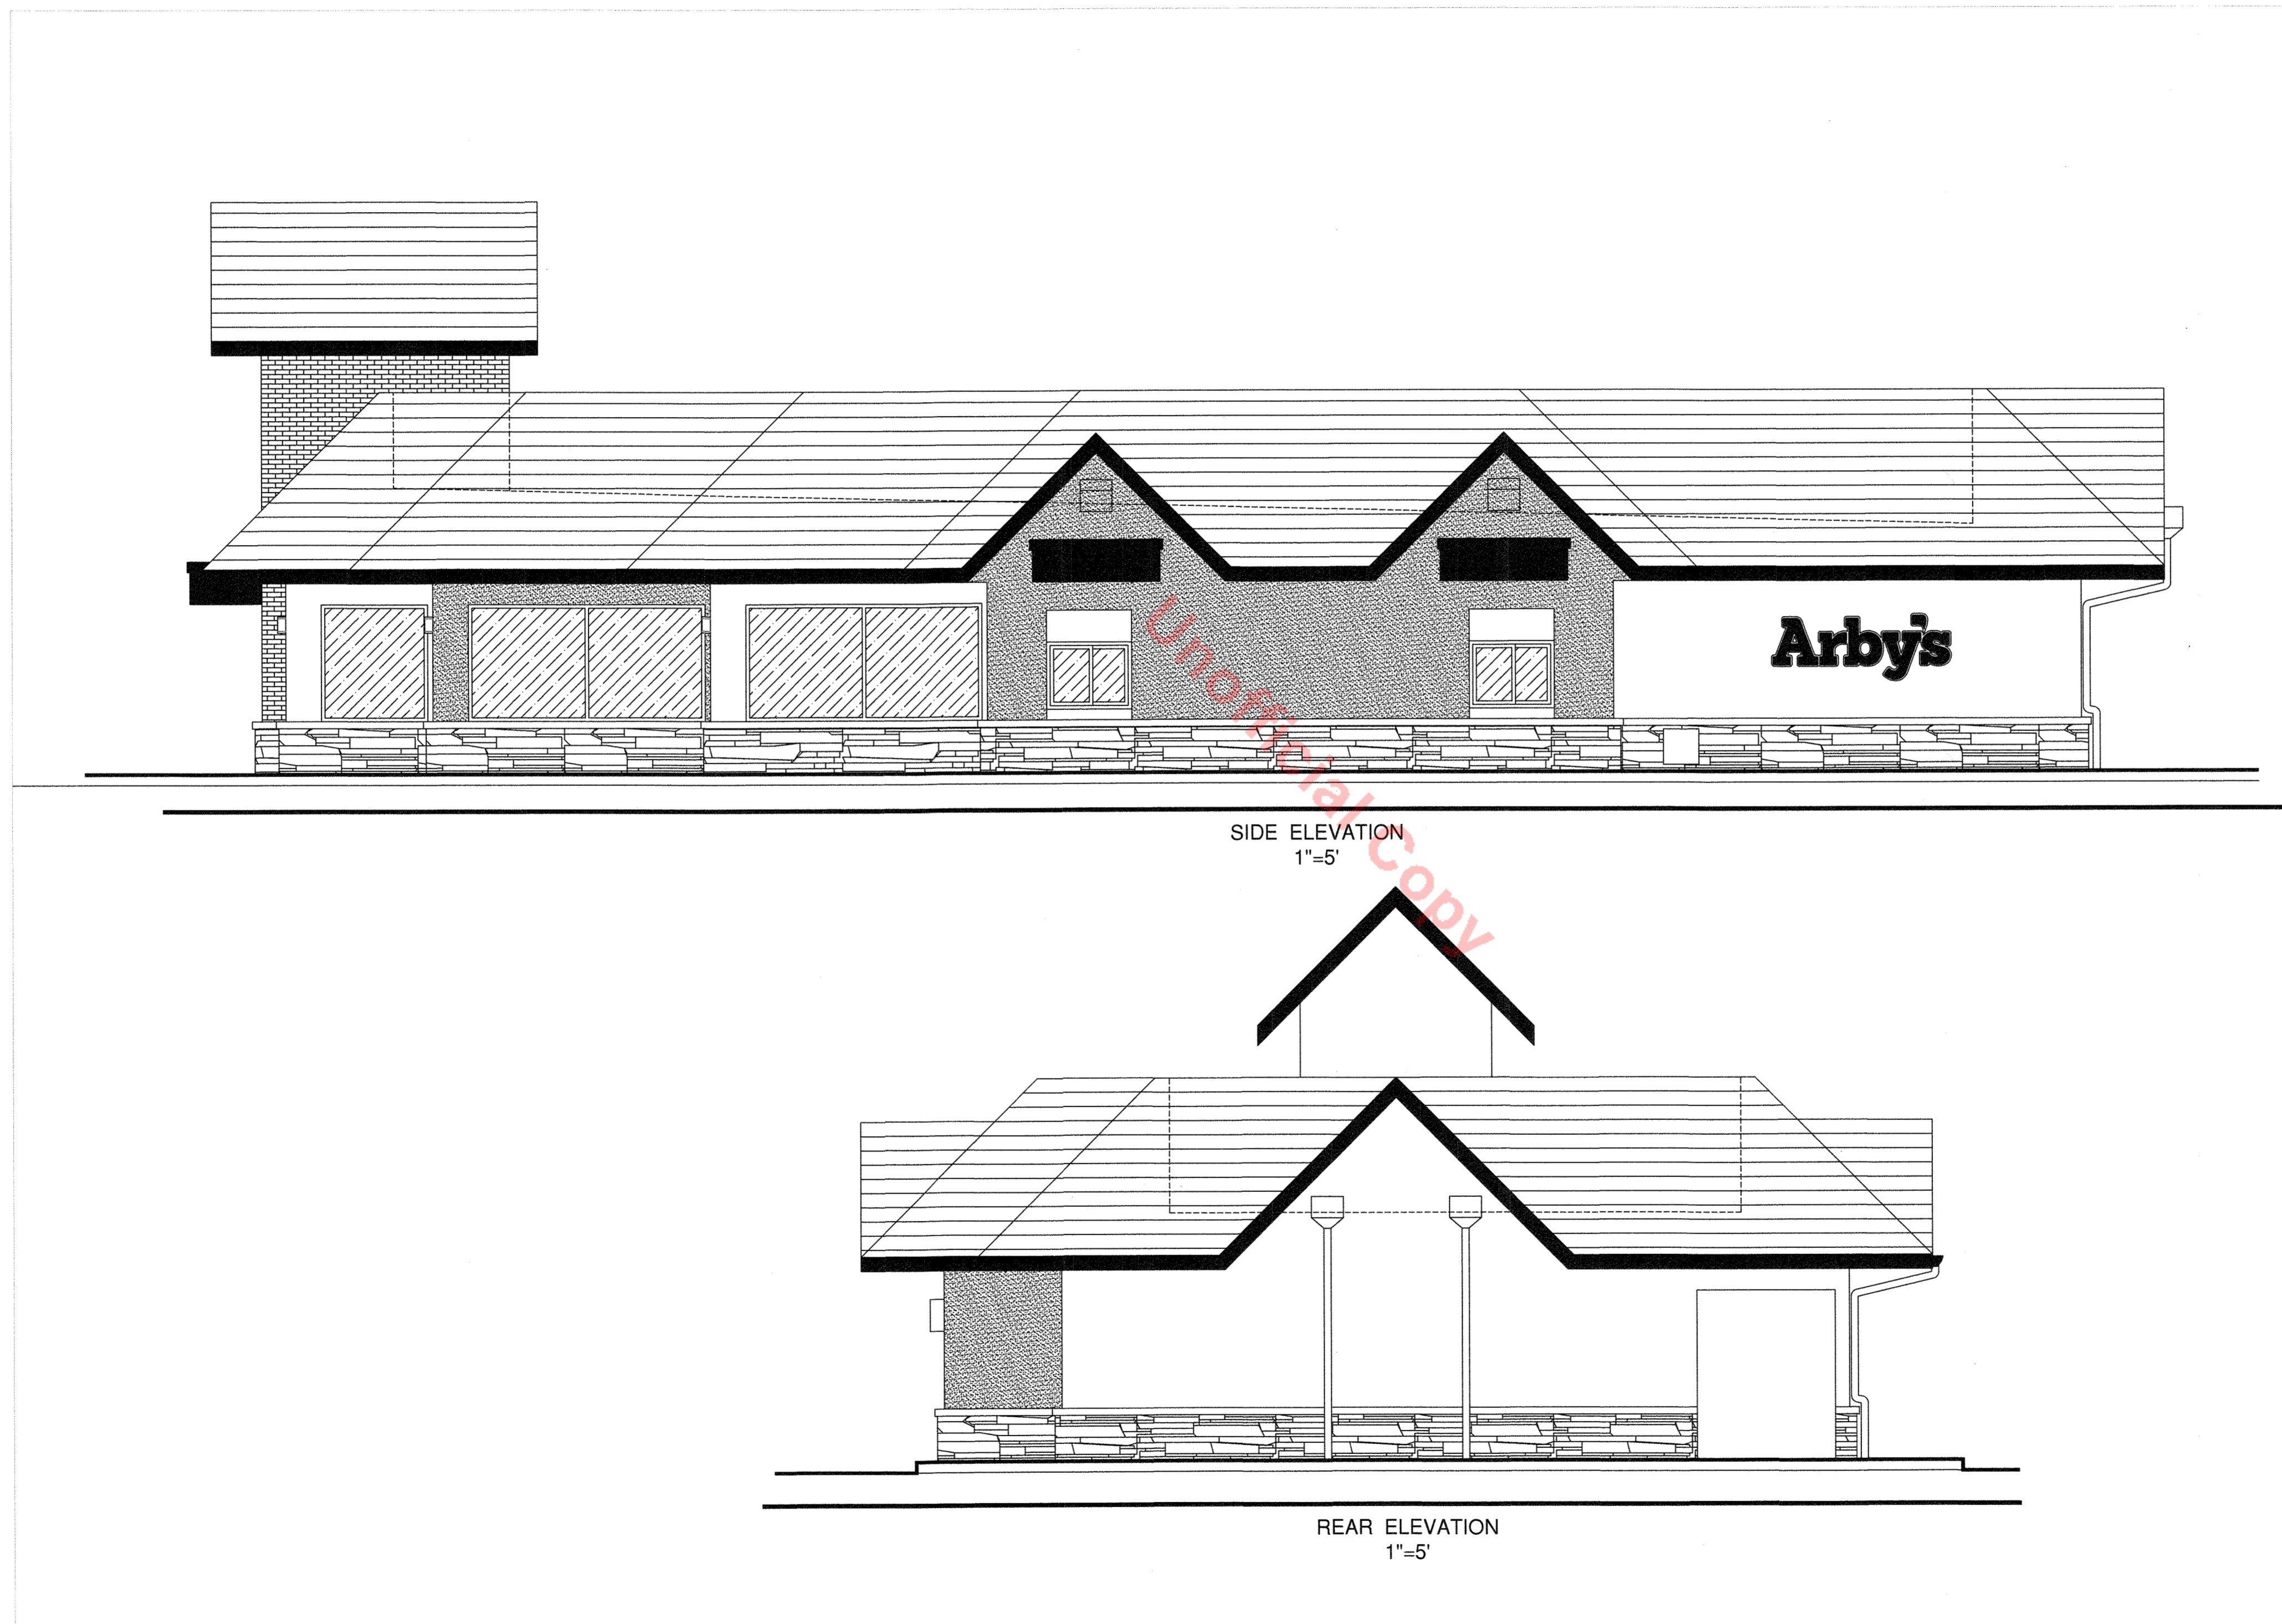 Arby's
Unofficial Copy
SIDE ELEVATION
1"=5'
REAR ELEVATION
1"=5'